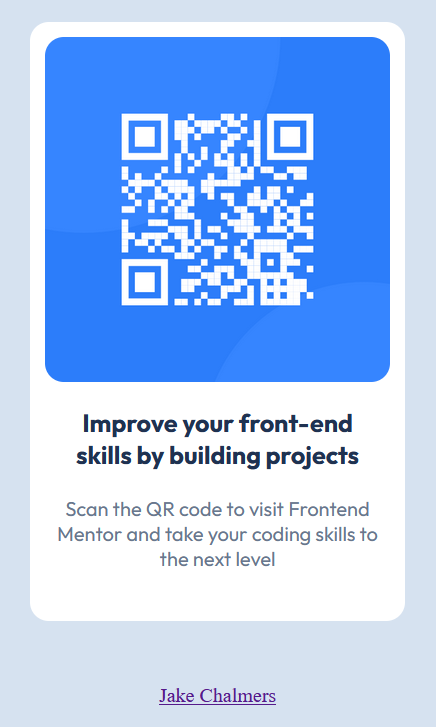 Improve your front-end
skills by building projects
Scan the QR code to visit Frontend
Mentor and take your coding skills to
the next level
Jake Chalmers